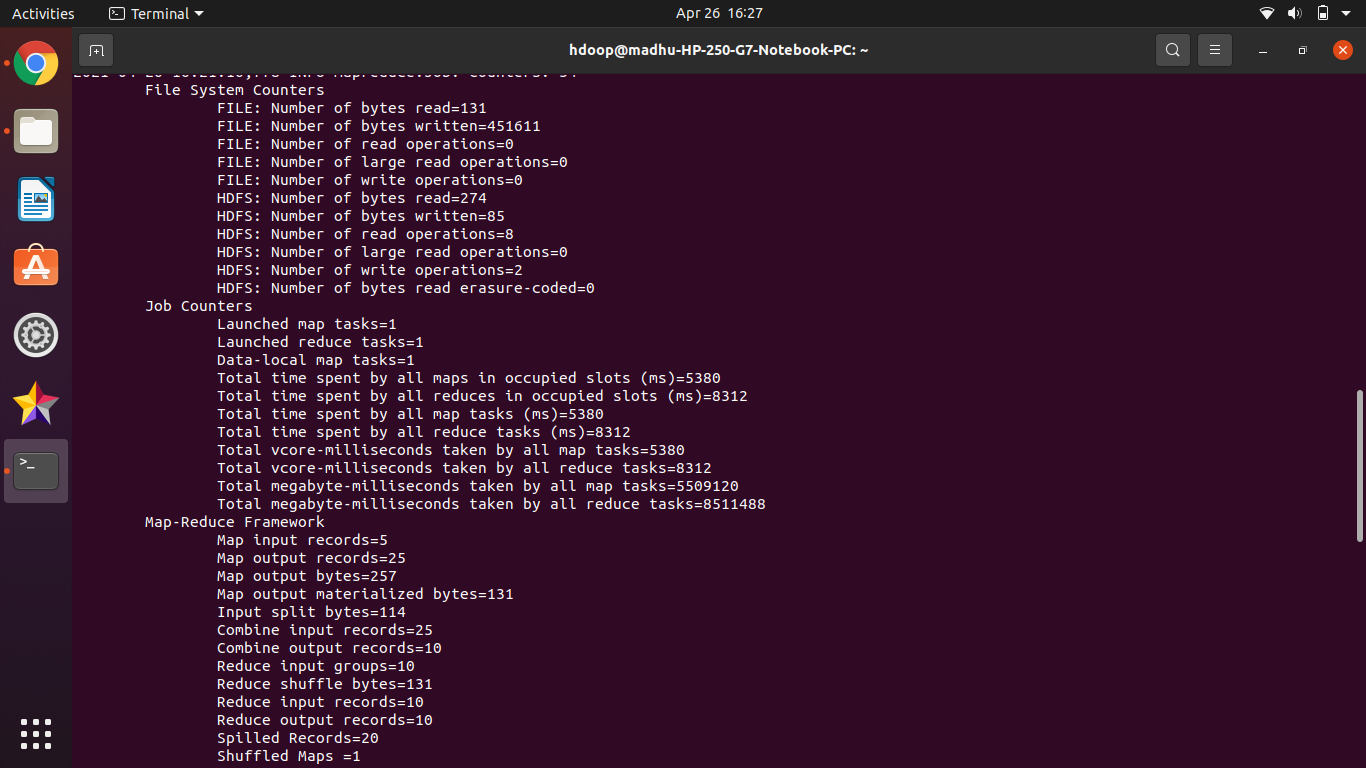 Activities
Terminal
Apr 26 16:27
hdoop@madhu-HP-250-G7-Notebook-PC: ~
File System Counters
FILE: Number of bytes read=131
FILE: Number of bytes written=451611
FILE: Number of read operations=0
FILE: Number of large read operations=0
FILE: Number of write operations=0
HDFS: Number of bytes read=274
HDFS: Number of bytes written=85
HDFS: Number of read operations=8
HDFS: Number of large read operations=0
HDFS: Number of write operations=2
HDFS: Number of bytes read erasure-coded=0
Job Counters
Launched map tasks=1
Launched reduce tasks=1
Data-local map tasks=1
Total time spent by all maps in occupied slots (ms)=5380
Total time spent by all reduces in occupied slots (ms)=8312
Total time spent by all map tasks (ms)=5380
Total time spent by all reduce tasks (ms)=8312
Total vcore-milliseconds taken by all map tasks=5380
Total vcore-milliseconds taken by all reduce tasks=8312
Total megabyte-milliseconds taken by all map tasks=5509120
Total megabyte-milliseconds taken by all reduce tasks=8511488
Map-Reduce Framework
Map input records=5
Map output records=25
Map output bytes=257
Map output materialized bytes=131
Input split bytes=114
Combine input records=25
Combine output records=10
Reduce input groups=10
Reduce shuffle bytes=131
Reduce input records=10
Reduce output records=10
Spilled Records=20
Shuffled Maps =1